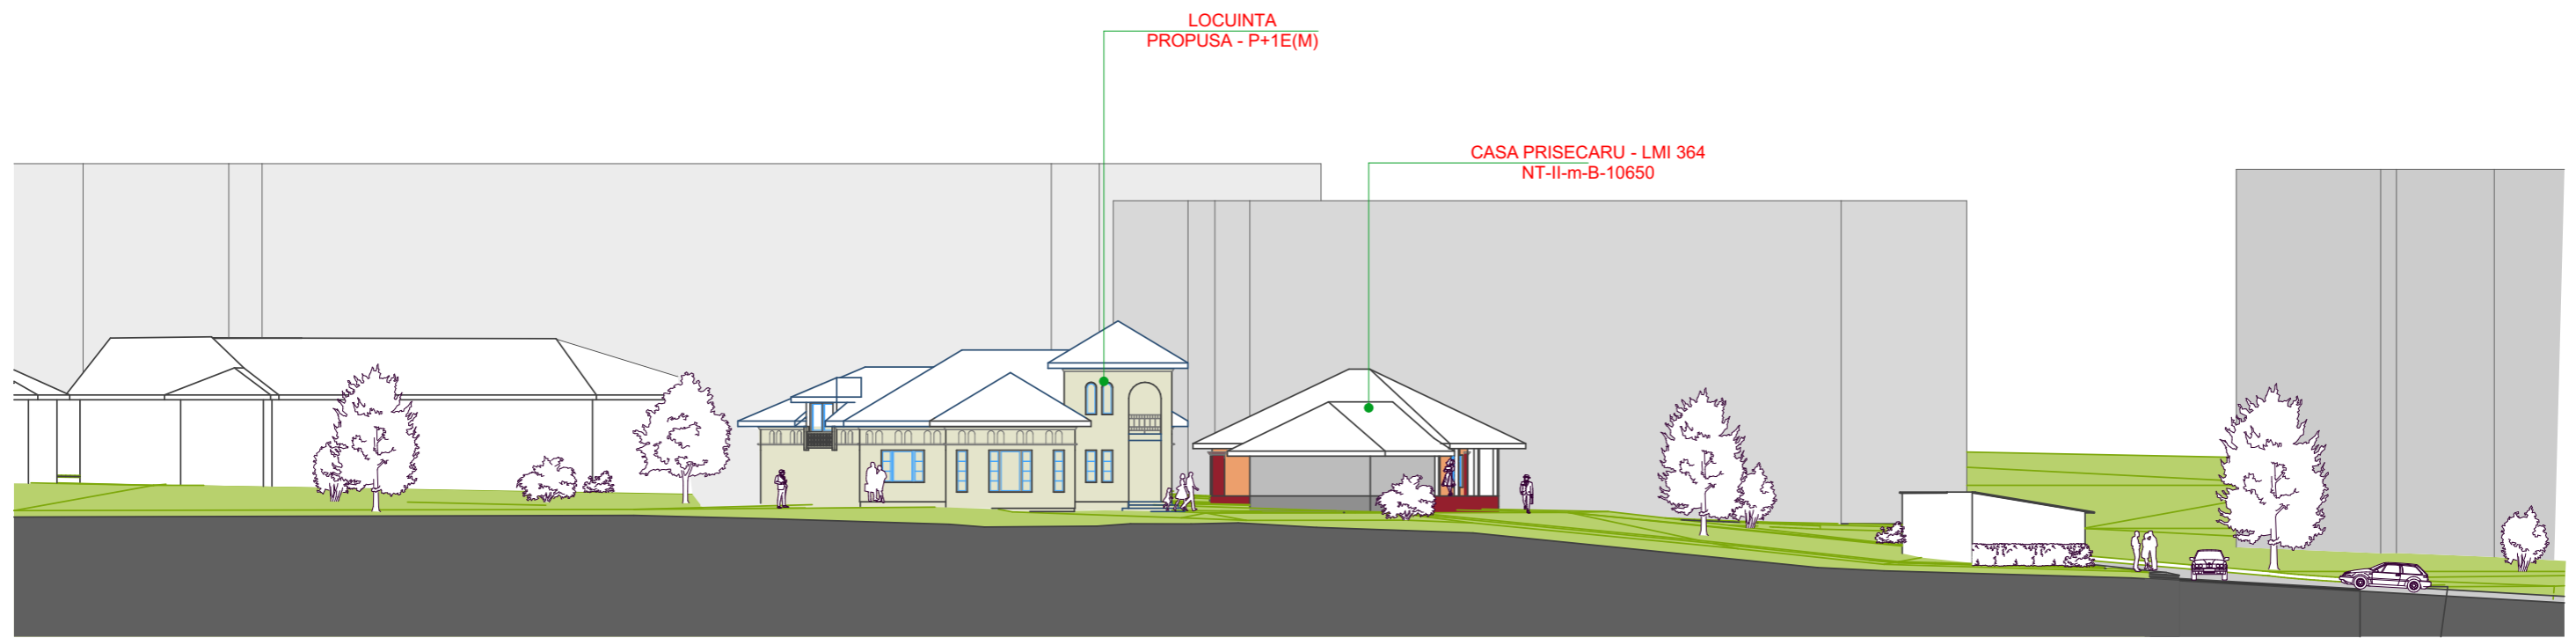 LOCUINTA
PROPUSA - P+1E(M)
CASA PRISECARU - LMI 364
NT-II-m-B-10650